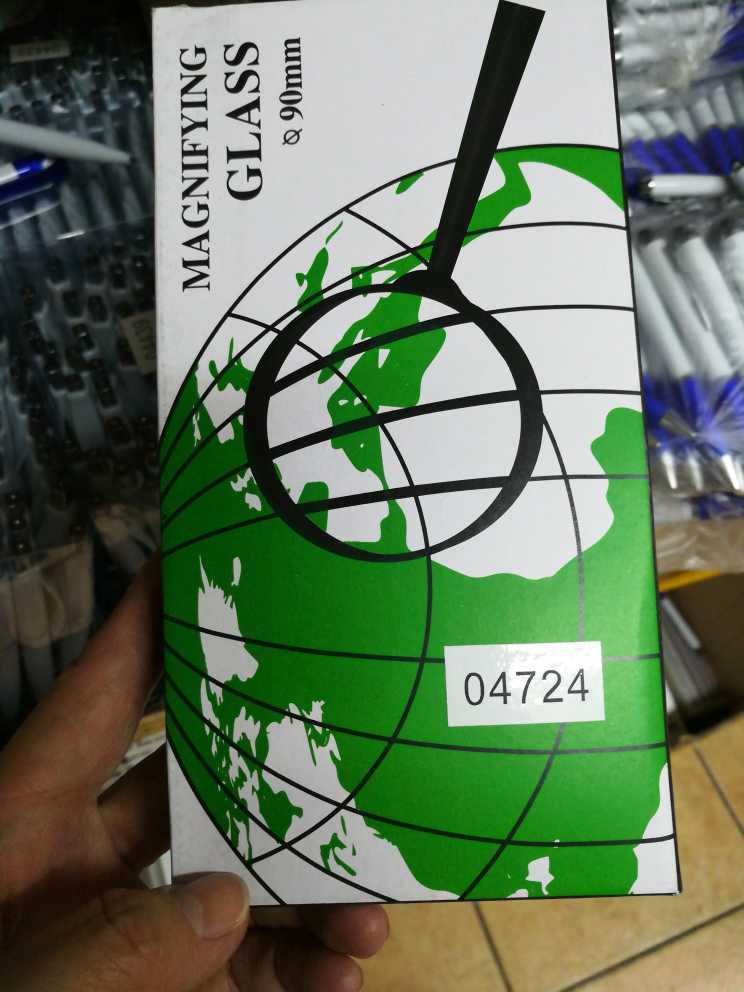 MAGNIFYING
GLASS
⌀ 90mm
04724